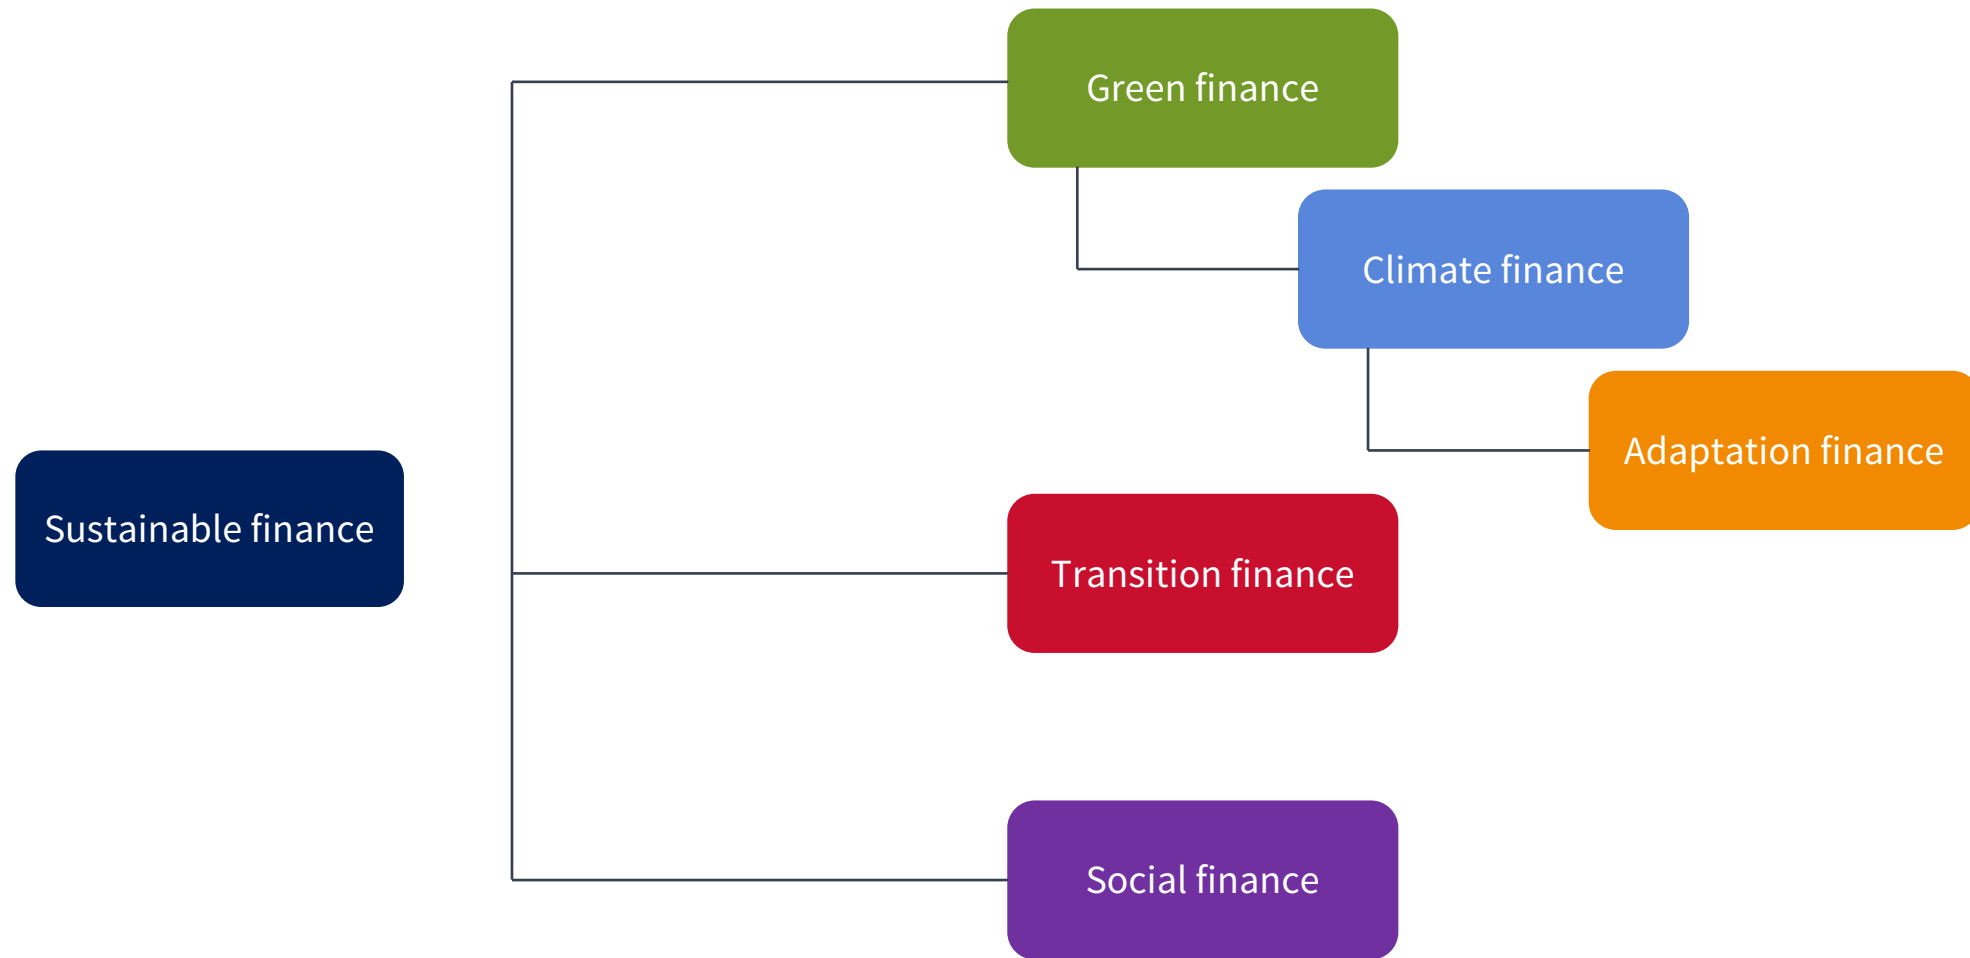 Green finance
Climate finance
Adaptation finance
Sustainable finance
Transition finance
Social finance